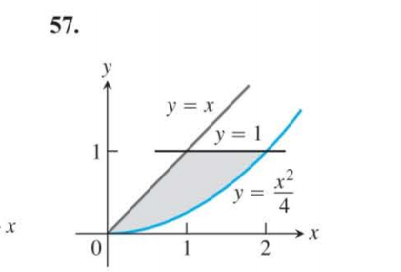 57.
y
y = x
y = 1
1
y = x²/4
x
x
0
1
2